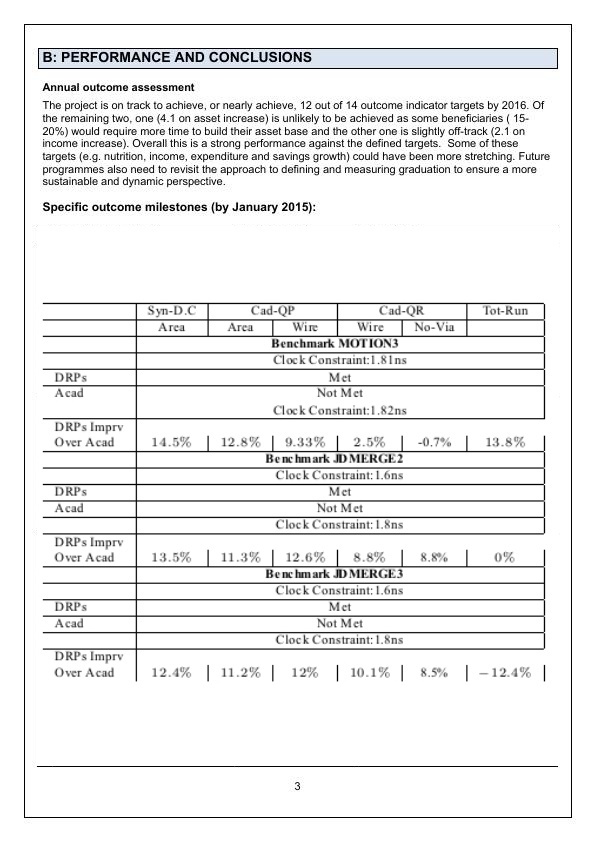 B: PERFORMANCE AND CONCLUSIONS
Annual outcome assessment
The project is on track to achieve, or nearly achieve, 12 out of 14 outcome indicator targets by 2016. Of
the remaining two, one (4.1 on asset increase) is unlikely to be achieved as some beneficiaries ( 15-
20%) would require more time to build their asset base and the other one is slightly off-track (2.1 on
income increase). Overall this is a strong performance against the defined targets.  Some of these
targets (e.g. nutrition, income, expenditure and savings growth) could have been more stretching. Future
programmes also need to revisit the approach to defining and measuring graduation to ensure a more
sustainable and dynamic perspective.
Specific outcome milestones (by January 2015):
Syn-D.C Cad-QP Cad-QR Tot-Run
Area Area Wire Wire No-Via
Benchmark MOTION3
Clock Constraint:1.81ns
DRPs Met
Acad Not Met
Clock Constraint:1.82ns
DRPs Imprv
Over Acad 14.5% 12.8% 9.33% 2.5% -0.7% 13.8%
Benchmark JDMERGE2
Clock Constraint:1.6ns
DRPs Met
Acad Not Met
Clock Constraint:1.8ns
DRPs Imprv
Over Acad 13.5% 11.3% 12.6% 8.8% 8.8% 0%
Benchmark JDMERGE3
Clock Constraint:1.6ns
DRPs Met
Acad Not Met
Clock Constraint:1.8ns
DRPs Imprv
Over Acad 12.4% 11.2% 12% 10.1% 8.5% −12.4%
3